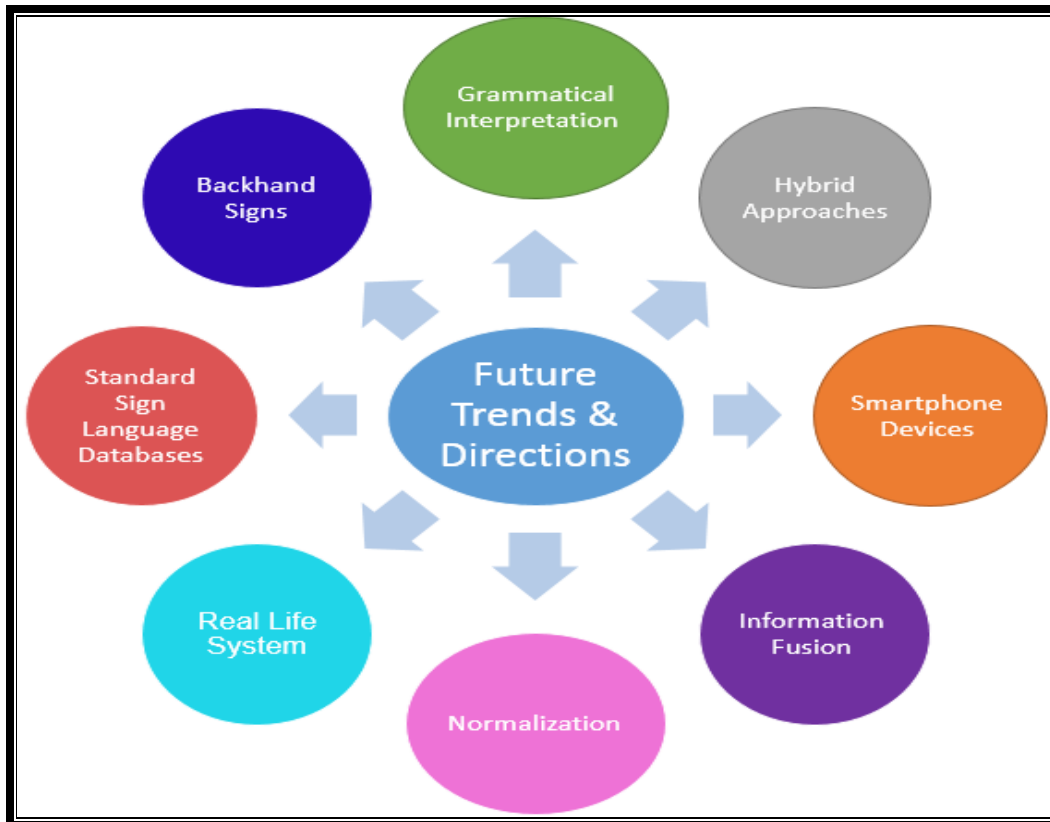 Grammatical
Interpretation
Hybrid
Approaches
Smartphone
Devices
Information
Fusion
Normalization
Real Life
System
Standard
Sign
Language
Databases
Backhand
Signs
Future
Trends &
Directions